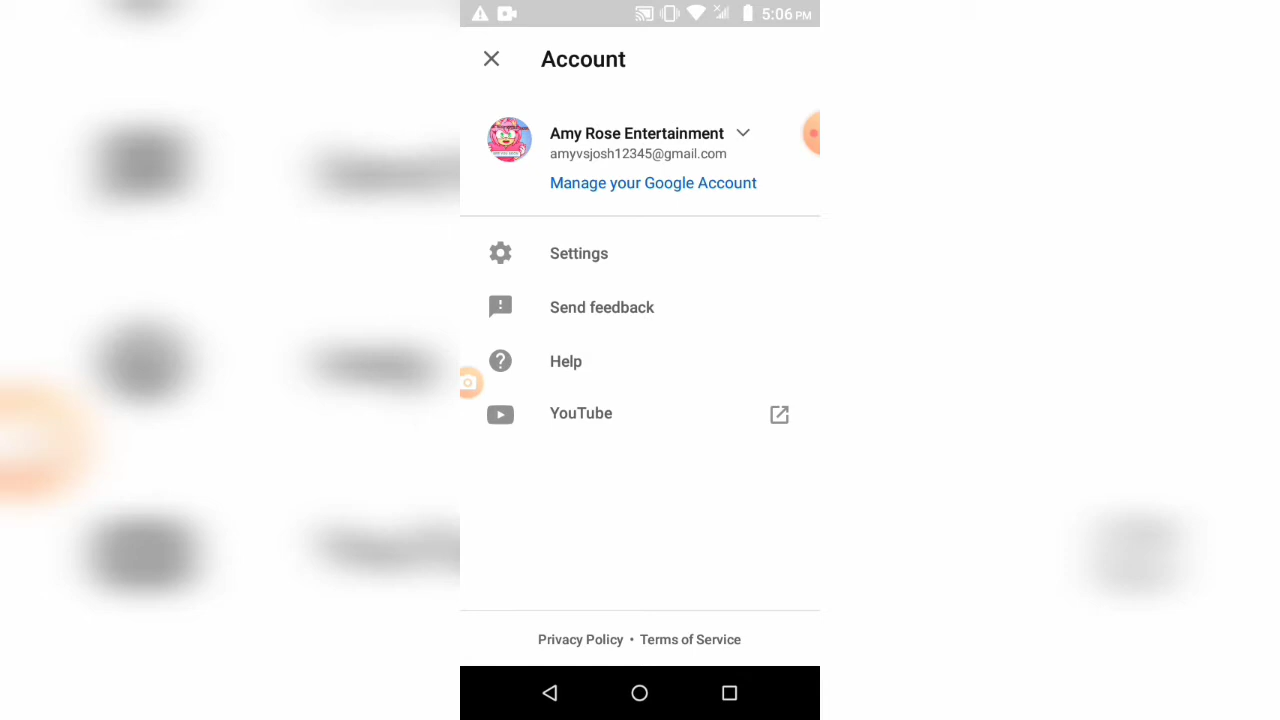 5:06 PM
Account
Amy Rose Entertainment
amyvsjosh12345@gmail.com
Manage your Google Account
Settings
Send feedback
Help
YouTube
Privacy Policy • Terms of Service